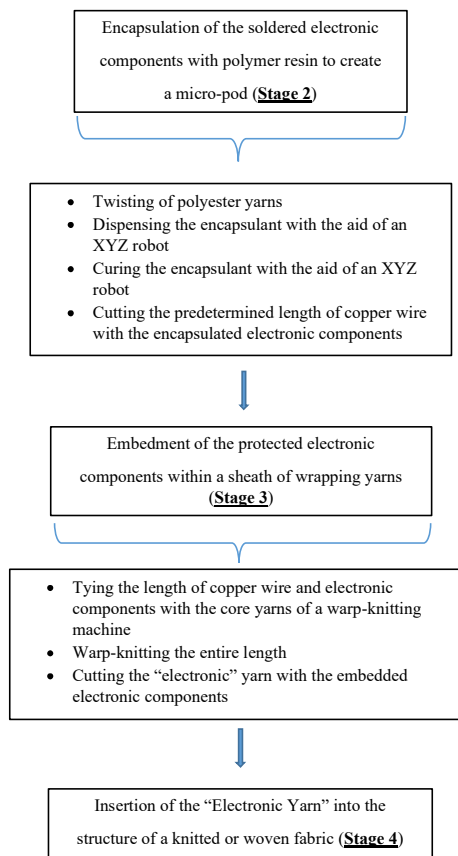 Encapsulation of the soldered electronic
components with polymer resin to create
a micro-pod (Stage 2)
• Twisting of polyester yarns
• Dispensing the encapsulant with the aid of an
XYZ robot
• Curing the encapsulant with the aid of an XYZ
robot
• Cutting the predetermined length of copper wire
with the encapsulated electronic components
Embedment of the protected electronic
components within a sheath of wrapping yarns
(Stage 3)
• Tying the length of copper wire and electronic
components with the core yarns of a warp-knitting
machine
• Warp-knitting the entire length
• Cutting the “electronic” yarn with the embedded
electronic components
Insertion of the “Electronic Yarn” into the
structure of a knitted or woven fabric (Stage 4)